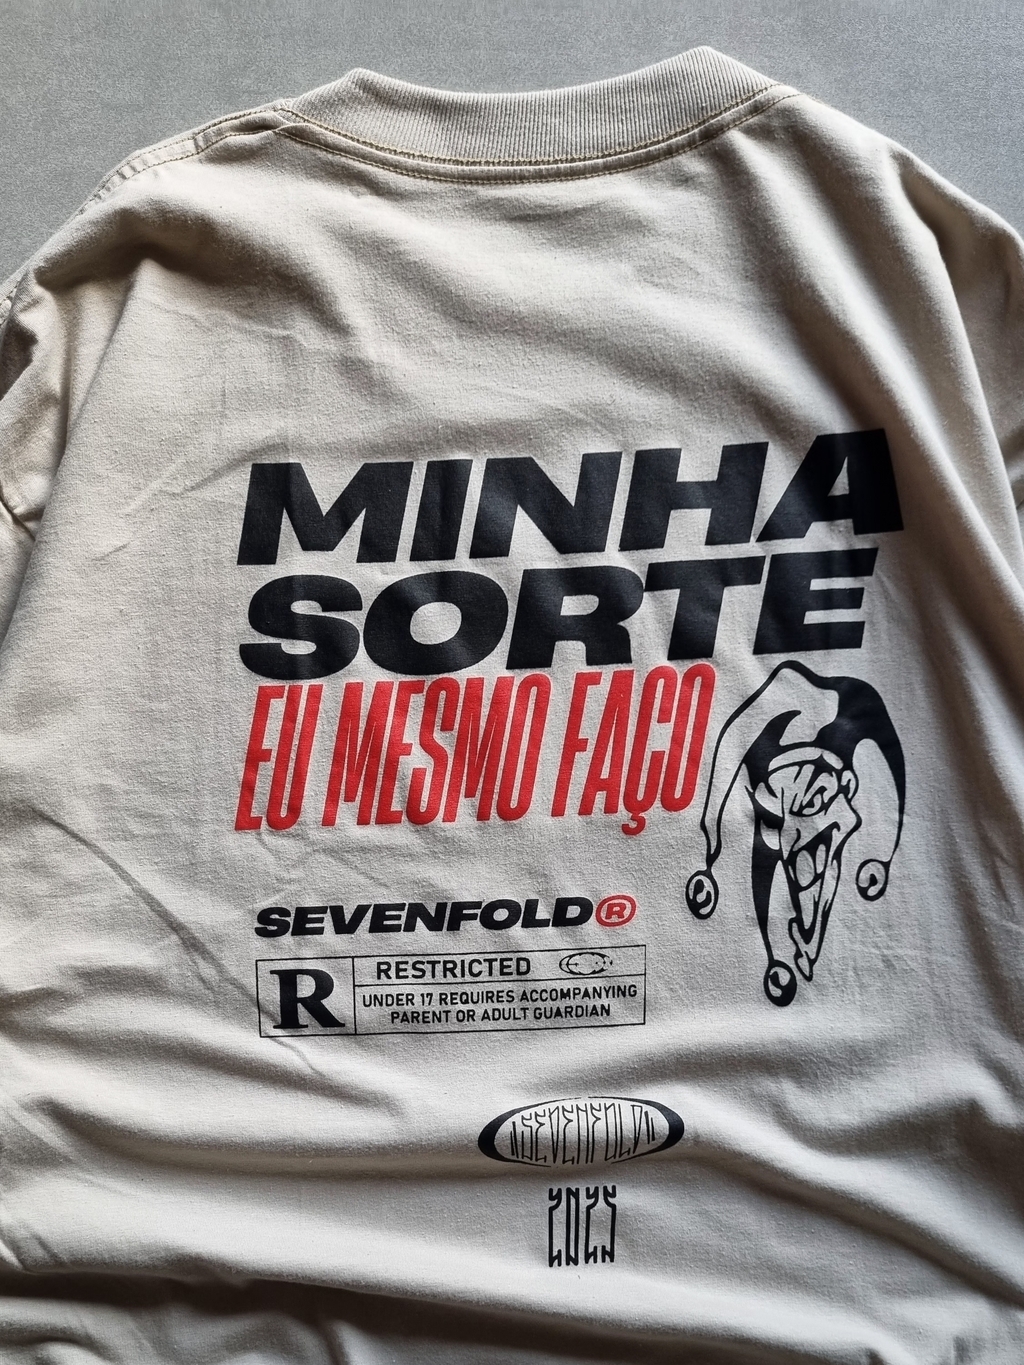 MINHA
SORTE
EU MESMO FAÇO
SEVENFOLD®
R
RESTRICTED
UNDER 17 REQUIRES ACCOMPANYING
PARENT OR ADULT GUARDIAN
SEVENFOLD
2025